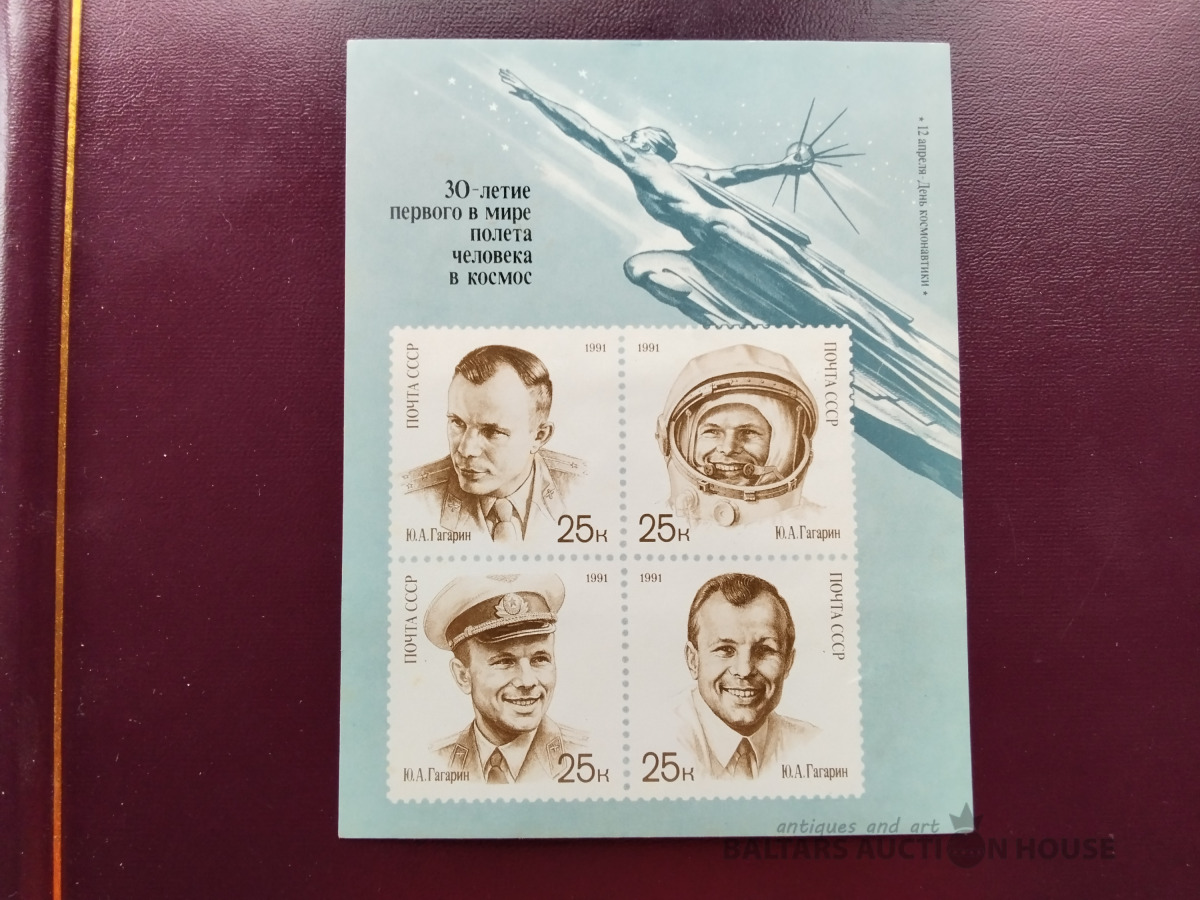 30-летие
первого в мире
полета
человека
в космос
* 12 апреля · День космонавтики *
ПОЧТА СССР
1991
Ю.А.Гагарин
25к
1991
ПОЧТА СССР
25к
Ю.А.Гагарин
ПОЧТА СССР
1991
Ю.А.Гагарин
25к
1991
ПОЧТА СССР
25к
Ю.А.Гагарин
antiques and art
BALTARS AUCTION HOUSE